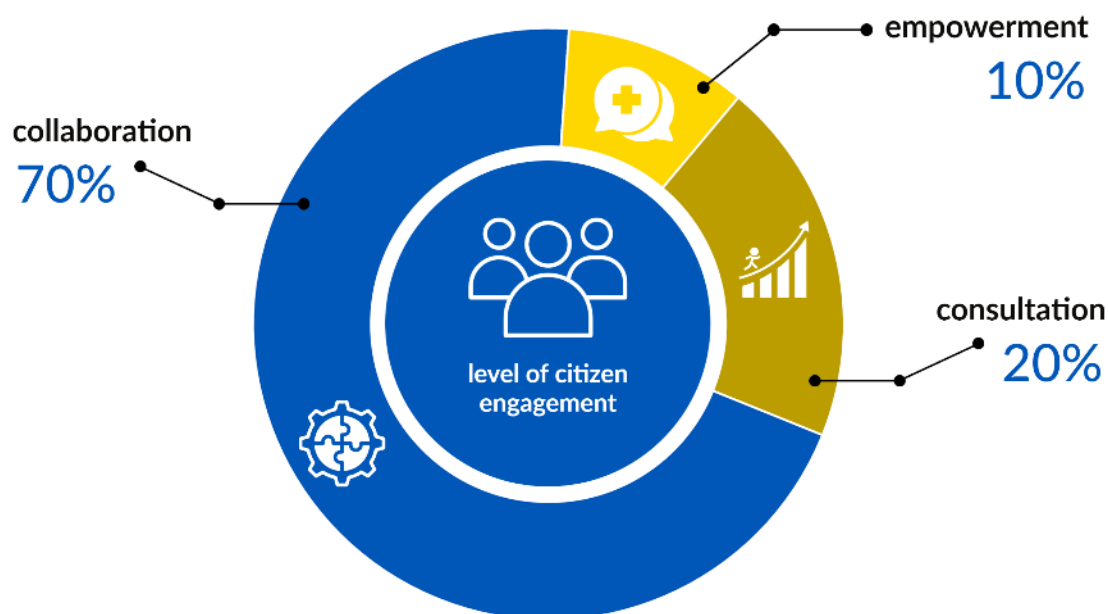 empowerment
10%
collaboration
70%
consultation
20%
level of citizen
engagement